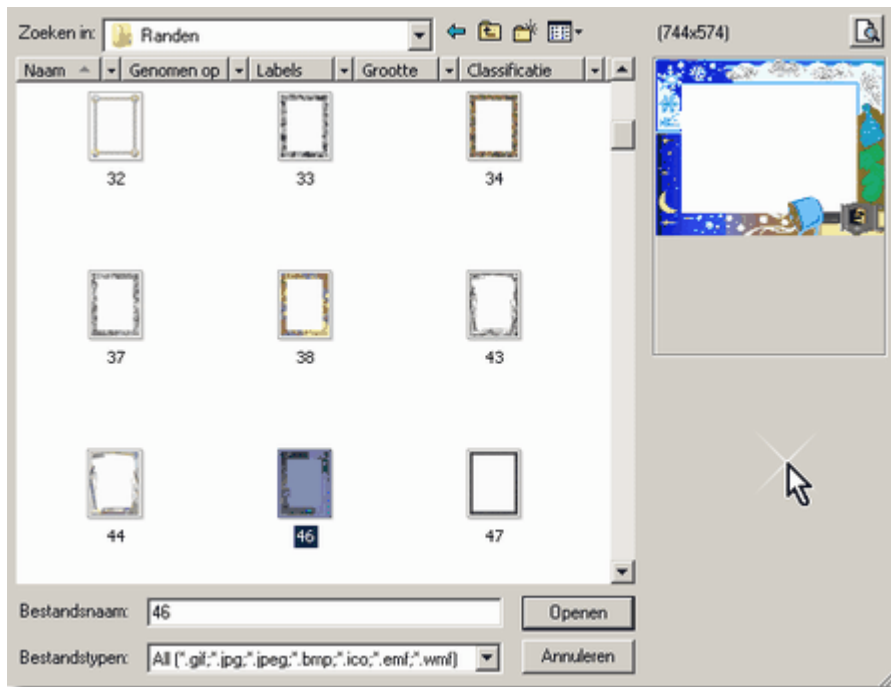 Zoeken in: Randen (744x574)
Naam Genomen op Labels Grootte Classificatie
32 33 34
37 38 43
44 46 47
Bestandsnaam: 46 Openen
Bestandstypen: All (*.gif;*.jpg;*.jpeg;*.bmp;*.ico;*.emf;*.wmf) Annuleren